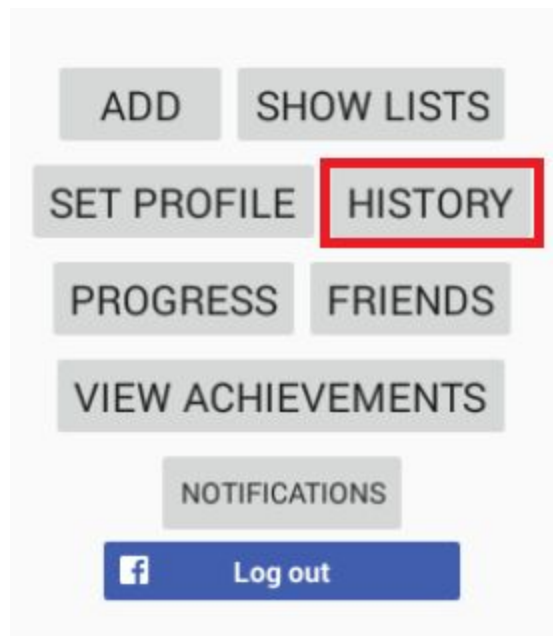 ADD SHOW LISTS
SET PROFILE HISTORY
PROGRESS FRIENDS
VIEW ACHIEVEMENTS
NOTIFICATIONS
f Log out